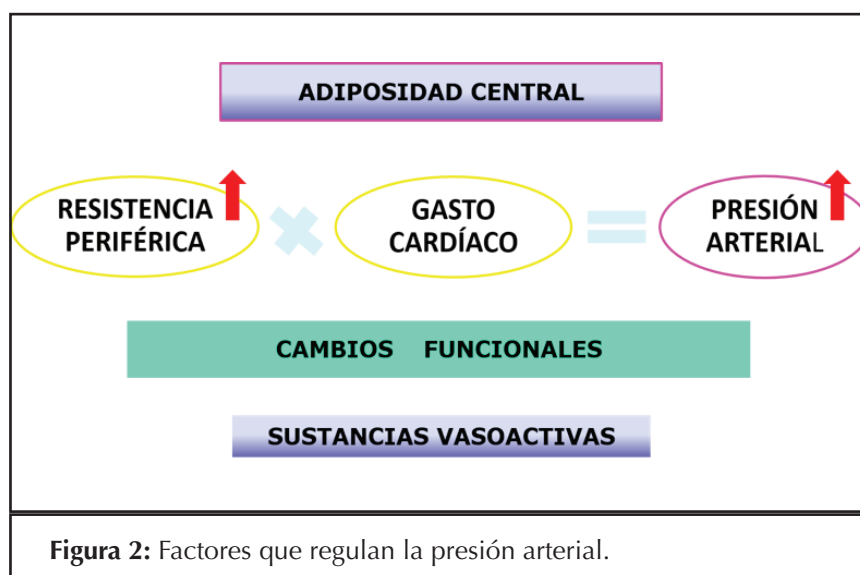 ADIPOSIDAD CENTRAL
RESISTENCIA
PERIFÉRICA
GASTO
CARDÍACO
PRESIÓN
ARTERIAL
CAMBIOS FUNCIONALES
SUSTANCIAS VASOACTIVAS
Figura 2: Factores que regulan la presión arterial.